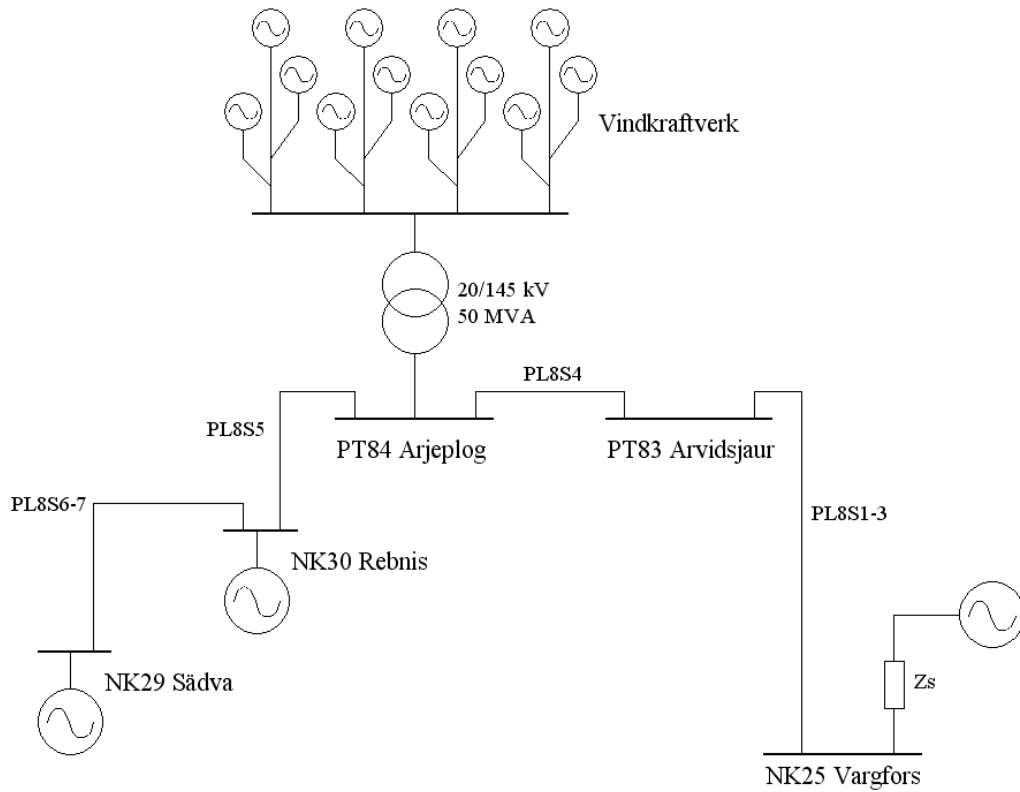 Vindkraftverk
20/145 kV
50 MVA
PL8S4
PL8S5
PT84 Arjeplog
PT83 Arvidsjaur
PL8S6-7
PL8S1-3
NK30 Rebnis
NK29 Sädva
Zs
NK25 Vargfors